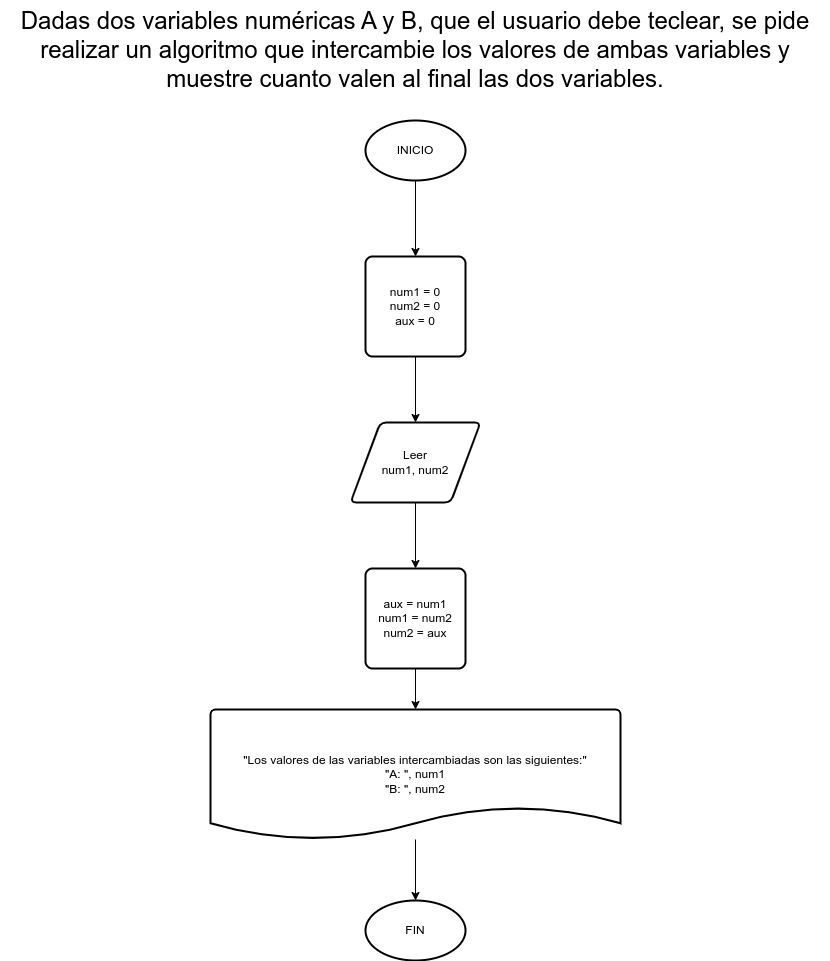 Dadas dos variables numéricas A y B, que el usuario debe teclear, se pide
realizar un algoritmo que intercambie los valores de ambas variables y
muestre cuanto valen al final las dos variables.
INICIO
num1 = 0
num2 = 0
aux = 0
Leer
num1, num2
aux = num1
num1 = num2
num2 = aux
"Los valores de las variables intercambiadas son las siguientes:"
"A: ", num1
"B: ", num2
FIN